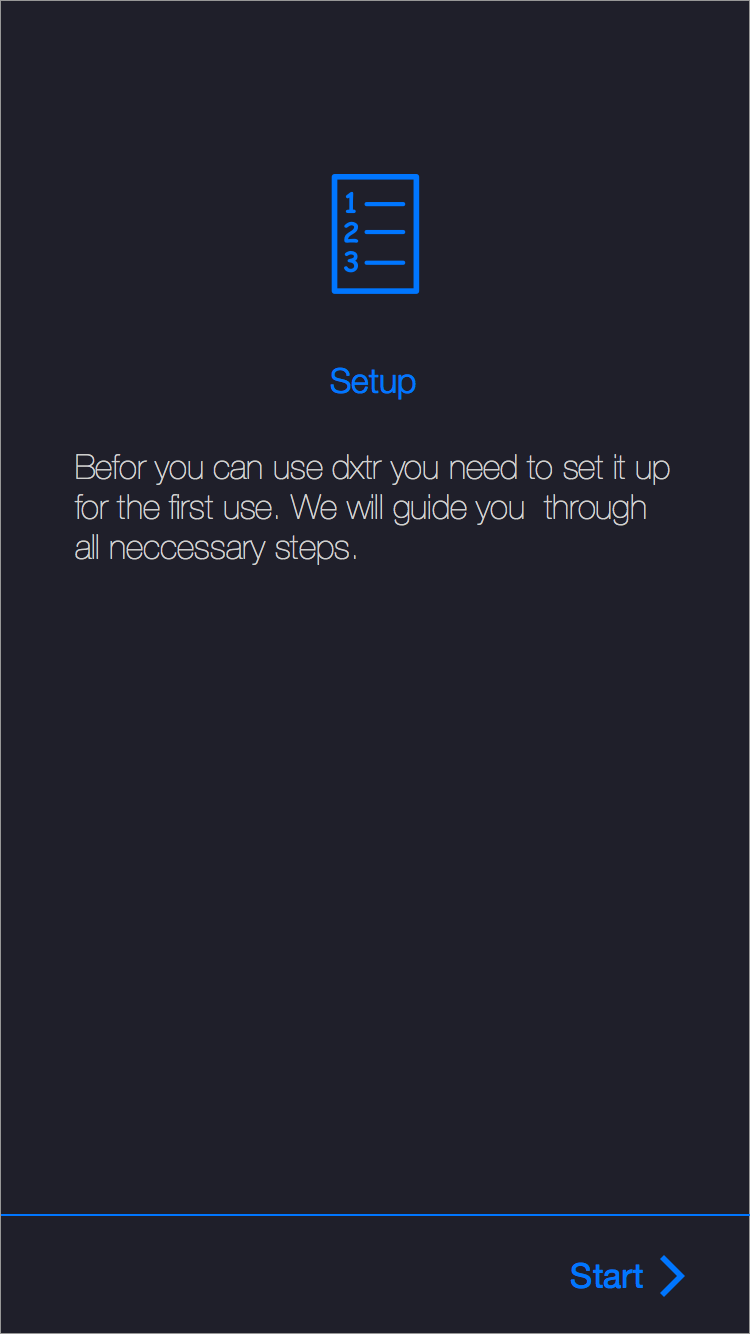 1
2
3
Setup
Befor you can use dxtr you need to set it up
for the first use. We will guide you  through
all neccessary steps.
Start